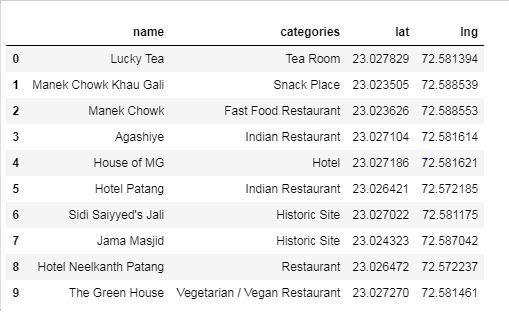 name categories lat lng
0 Lucky Tea Tea Room 23.027829 72.581394
1 Manek Chowk Khau Gali Snack Place 23.023505 72.588539
2 Manek Chowk Fast Food Restaurant 23.023626 72.588553
3 Agashiye Indian Restaurant 23.027104 72.581614
4 House of MG Hotel 23.027186 72.581621
5 Hotel Patang Indian Restaurant 23.026421 72.572185
6 Sidi Saiyyed's Jali Historic Site 23.027022 72.581175
7 Jama Masjid Historic Site 23.024323 72.587042
8 Hotel Neelkanth Patang Restaurant 23.026472 72.572237
9 The Green House Vegetarian / Vegan Restaurant 23.027270 72.581461